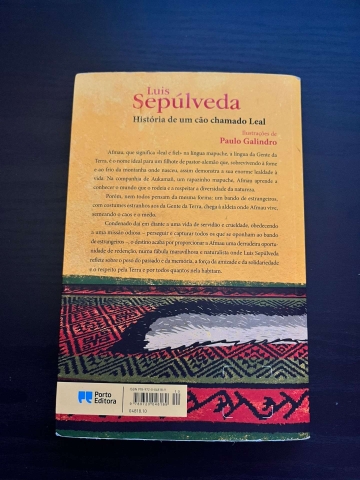 Luis
Sepúlveda
História de um cão chamado Leal
Ilustrações de
Paulo Galindro
Afmau, que significa «leal e fiel» na língua mapuche, a língua da Gente da
Terra, é o nome ideal para um filhote de pastor-alemão que, sobrevivendo à fome
e ao frio da montanha onde nasceu, assim demonstra a sua enorme lealdade à
vida. Na companhia de Aukamañ, um rapazinho mapuche, Afmau aprende a
conhecer o mundo que o rodeia e a respeitar a diversidade da natureza.
Porém, nem todos pensam da mesma forma: um bando de estrangeiros,
com costumes estranhos aos da Gente da Terra, chega à aldeia onde Afmau vive,
semeando o caos e o medo.
Condenado daí em diante a uma vida de servidão e crueldade, obedecendo
a uma missão odiosa – perseguir e capturar todos os que se oponham ao bando
de estrangeiros –, o destino acaba por proporcionar a Afmau uma derradeira oportunidade
de redenção, numa fábula maravilhosa e naturalista onde Luis Sepúlveda
reflete sobre o peso do passado e da memória, a força da amizade e da solidariedade
e o respeito pela Terra e por todos quantos nela habitam.
Porto
Editora
ISBN
04818.10